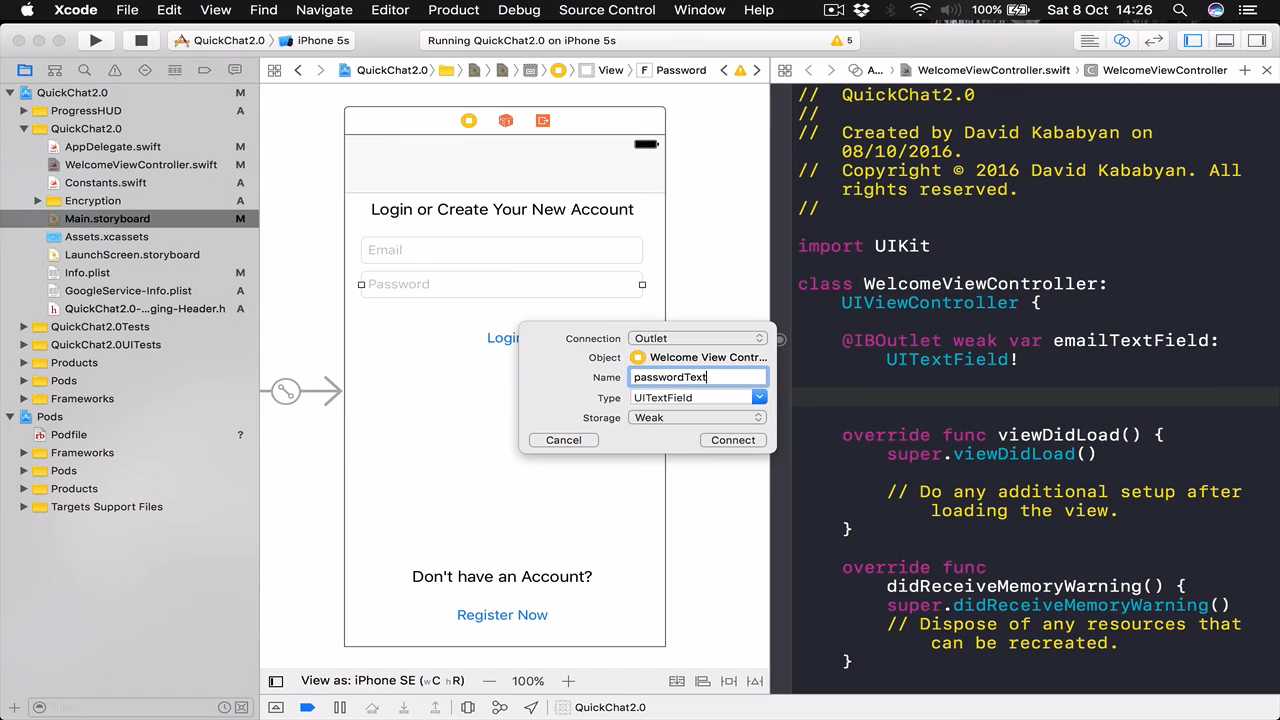 Xcode File Edit View Find Navigate Editor Product Debug Source Control Window Help 100% Sat 8 Oct 14:26
QuickChat2.0 iPhone 5s Running QuickChat2.0 on iPhone 5s 5
QuickChat2.0 View F Password A... WelcomeViewController.swift C WelcomeViewController
QuickChat2.0 M
ProgressHUD A
QuickChat2.0
AppDelegate.swift M
WelcomeViewController.swift A
Constants.swift A
Encryption A
Main.storyboard M
Assets.xcassets A
LaunchScreen.storyboard
Info.plist M
GoogleService-Info.plist A
QuickChat2.0-...ging-Header.h A
QuickChat2.0Tests
QuickChat2.0UITests
Products
Pods
Frameworks
Pods
Podfile ?
Frameworks
Pods
Products
Targets Support Files
Login or Create Your New Account
Email
Password
Login
Connection Outlet
Object Welcome View Contr...
Name passwordText
Type UITextField
Storage Weak
Cancel Connect
Don't have an Account?
Register Now
View as: iPhone SE (wC hR) 100%
QuickChat2.0
// QuickChat2.0
//
// Created by David Kababyan on
08/10/2016.
// Copyright © 2016 David Kababyan. All
rights reserved.
//
import UIKit
class WelcomeViewController:
UIViewController {
@IBOutlet weak var emailTextField:
UITextField!
override func viewDidLoad() {
super.viewDidLoad()
// Do any additional setup after
loading the view.
}
override func
didReceiveMemoryWarning() {
super.didReceiveMemoryWarning()
// Dispose of any resources that
can be recreated.
}